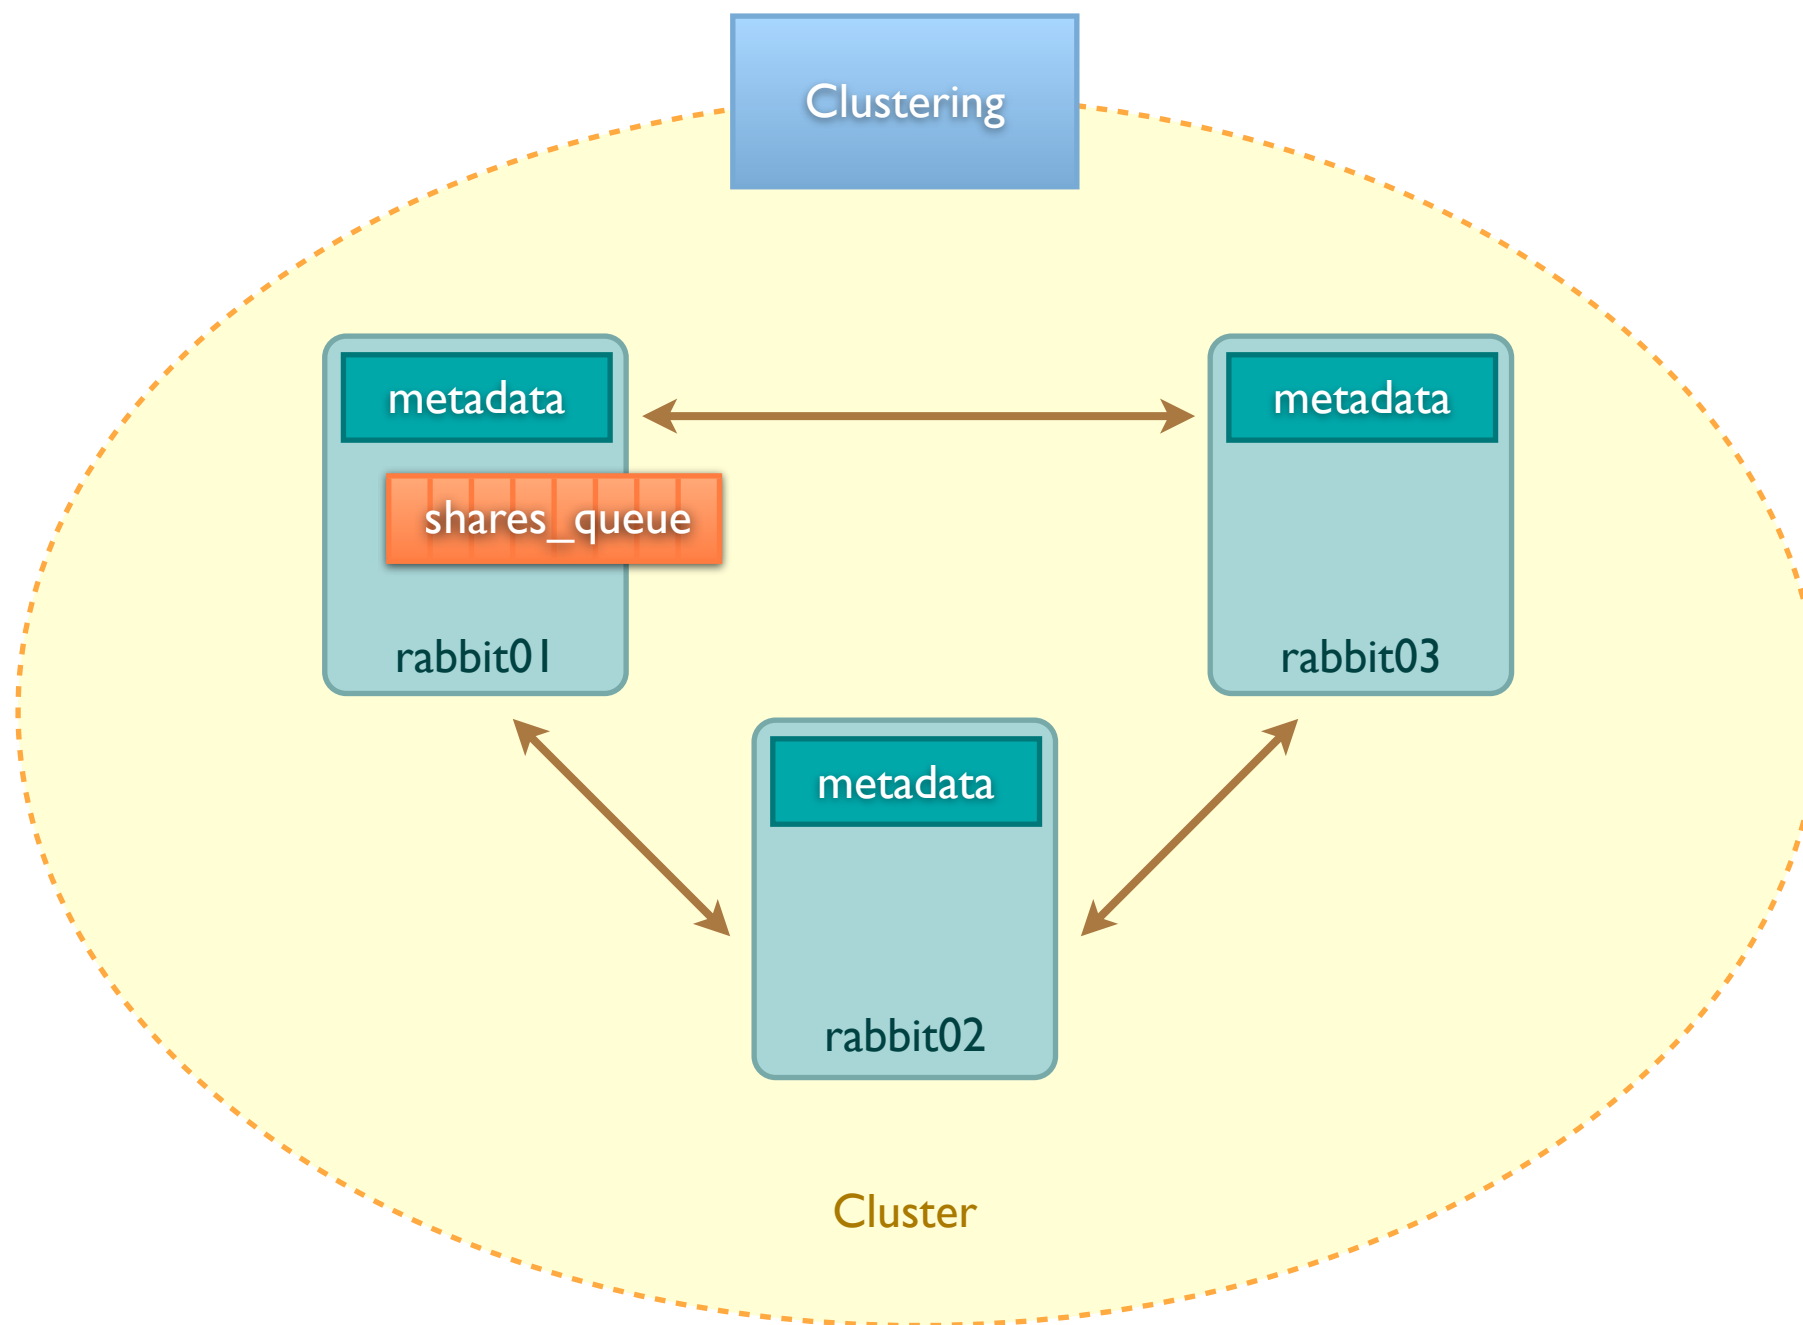 Clustering
metadata
metadata
shares_queue
rabbit01
rabbit03
metadata
rabbit02
Cluster